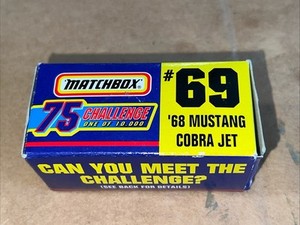 MATCHBOX
75 CHALLENGE
ONE OF 10,000
#69
'68 MUSTANG
COBRA JET
CAN YOU MEET THE
CHALLENGE?
(SEE BACK FOR DETAILS)